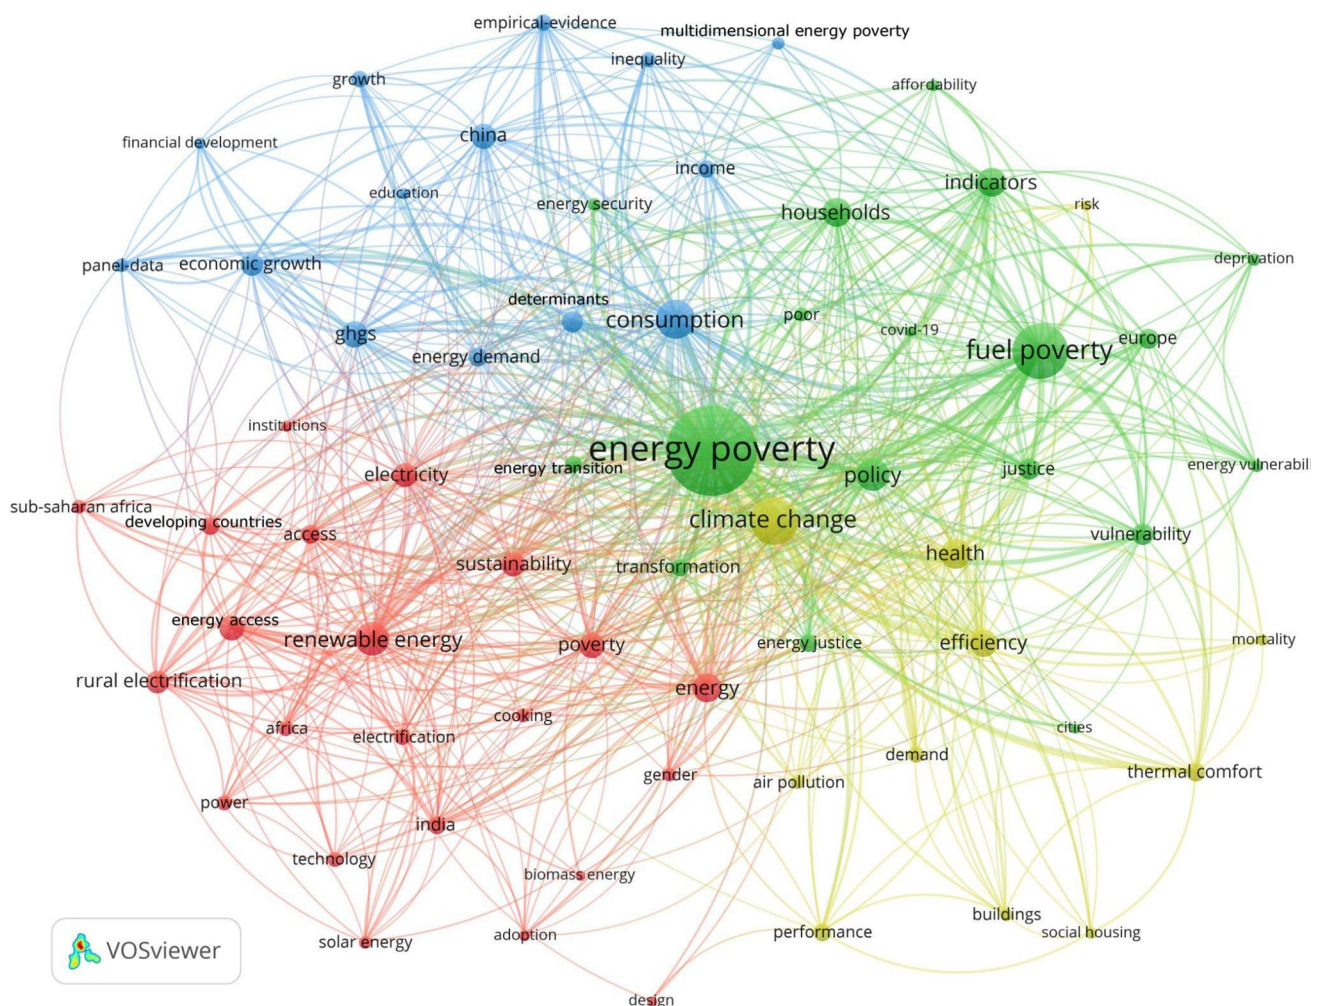 empirical-evidence
multidimensional energy poverty
inequality
growth
affordability
china
financial development
income
indicators
education
energy security
households
risk
panel-data
economic growth
deprivation
determinants
consumption
poor
ghgs
covid-19
europe
energy demand
fuel poverty
institutions
energy poverty
electricity
energy transition
policy
justice
energy vulnerabil
sub-saharan africa
developing countries
access
climate change
vulnerability
sustainability
transformation
health
energy access
renewable energy
poverty
energy justice
efficiency
mortality
rural electrification
energy
africa
electrification
cooking
cities
demand
gender
air pollution
thermal comfort
power
india
technology
biomass energy
buildings
solar energy
adoption
performance
social housing
VOSviewer
design